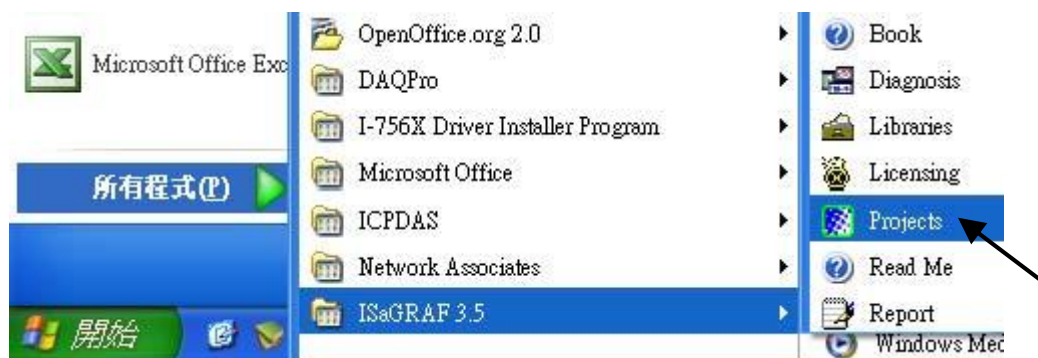 Microsoft Office Exc
所有程式(P)
開始
OpenOffice.org 2.0
DAQPro
I-756X Driver Installer Program
Microsoft Office
ICPDAS
Network Associates
ISaGRAF 3.5
Book
Diagnosis
Libraries
Licensing
Projects
Read Me
Report
Windows Med